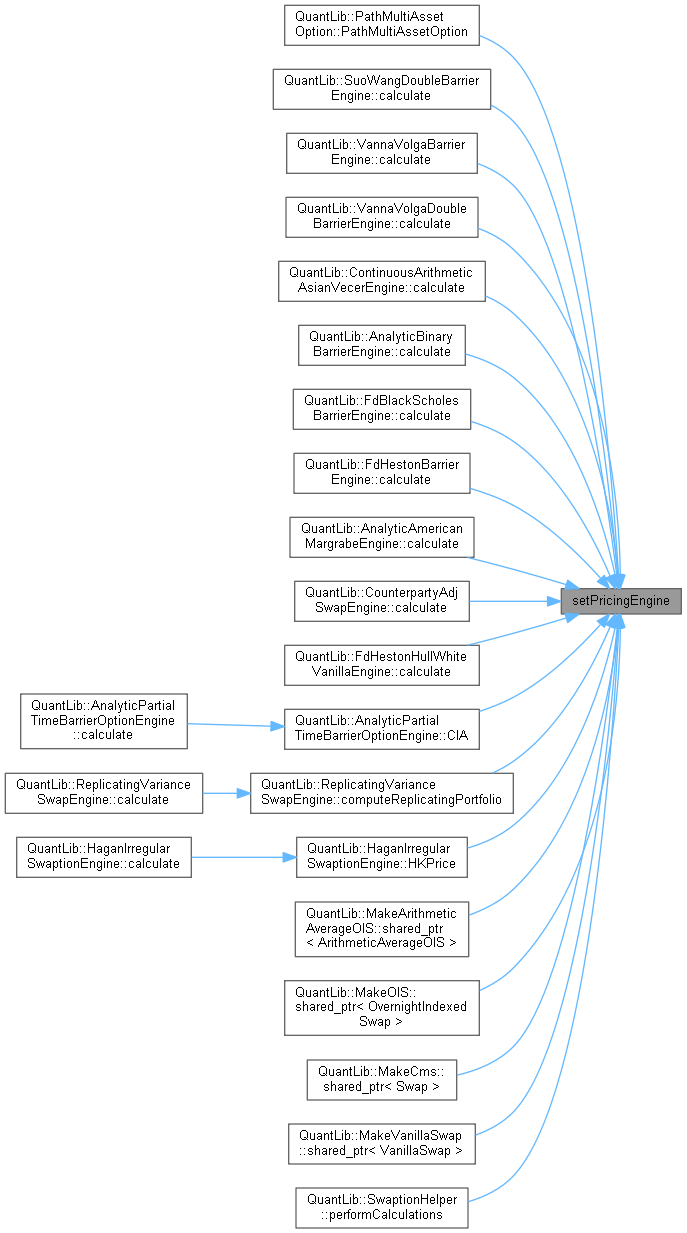 QuantLib::PathMultiAsset
Option::PathMultiAssetOption
QuantLib::SuoWangDoubleBarrier
Engine::calculate
QuantLib::VannaVolgaBarrier
Engine::calculate
QuantLib::VannaVolgaDouble
BarrierEngine::calculate
QuantLib::ContinuousArithmetic
AsianVecerEngine::calculate
QuantLib::AnalyticBinary
BarrierEngine::calculate
QuantLib::FdBlackScholes
BarrierEngine::calculate
QuantLib::FdHestonBarrier
Engine::calculate
QuantLib::AnalyticAmerican
MargrabeEngine::calculate
QuantLib::CounterpartyAdj
SwapEngine::calculate
setPricingEngine
QuantLib::FdHestonHullWhite
VanillaEngine::calculate
QuantLib::AnalyticPartial
TimeBarrierOptionEngine
::calculate
QuantLib::AnalyticPartial
TimeBarrierOptionEngine::CIA
QuantLib::ReplicatingVariance
SwapEngine::calculate
QuantLib::ReplicatingVariance
SwapEngine::computeReplicatingPortfolio
QuantLib::HaganIrregular
SwaptionEngine::calculate
QuantLib::HaganIrregular
SwaptionEngine::HKPrice
QuantLib::MakeArithmetic
AverageOIS::shared_ptr
< ArithmeticAverageOIS >
QuantLib::MakeOIS::
shared_ptr< OvernightIndexed
Swap >
QuantLib::MakeCms::
shared_ptr< Swap >
QuantLib::MakeVanillaSwap
::shared_ptr< VanillaSwap >
QuantLib::SwaptionHelper
::performCalculations